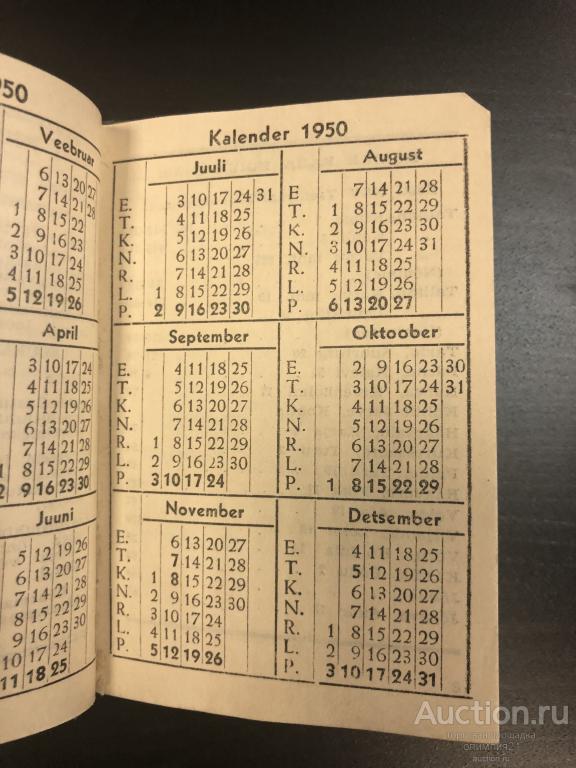 950
Veebruar
6 13 20 27
7 14 21 28
1 8 15 22
2 9 16 23
3 10 17 24
4 11 18 25
5 12 19 26
April
3 10 17 24
4 11 18 25
5 12 19 26
6 13 20 27
7 14 21 28
1 8 15 22 29
2 9 16 23 30
Juuni
5 12 19 26
6 13 20 27
7 14 21 28
8 15 22 29
9 16 23 30
10 17 24
11 18 25
Kalender 1950
Juuli
E. 3 10 17 24 31
T. 4 11 18 25
K. 5 12 19 26
N. 6 13 20 27
R. 7 14 21 28
L. 1 8 15 22 29
P. 2 9 16 23 30
August
E 7 14 21 28
T. 1 8 15 22 29
K. 2 9 16 23 30
N. 3 10 17 24 31
R. 4 11 18 25
L. 5 12 19 26
P. 6 13 20 27
September
E. 4 11 18 25
T. 5 12 19 26
K. 6 13 20 27
N. 7 14 21 28
R. 1 8 15 22 29
L. 2 9 16 23 30
P. 3 10 17 24
Oktoober
E. 2 9 16 23 30
T. 3 10 17 24 31
K. 4 11 18 25
N. 5 12 19 26
R. 6 13 20 27
L. 7 14 21 28
P. 1 8 15 22 29
November
E. 6 13 20 27
T. 7 14 21 28
K. 1 8 15 22 29
N. 2 9 16 23 30
R. 3 10 17 24
L. 4 11 18 25
P. 5 12 19 26
Detsember
E. 4 11 18 25
T. 5 12 19 26
K. 6 13 20 27
N. 7 14 21 28
R. 1 8 15 22 29
L. 2 9 16 23 30
P. 3 10 17 24 31
Auction.ru
торговая площадка
олимпия21
auction.ru